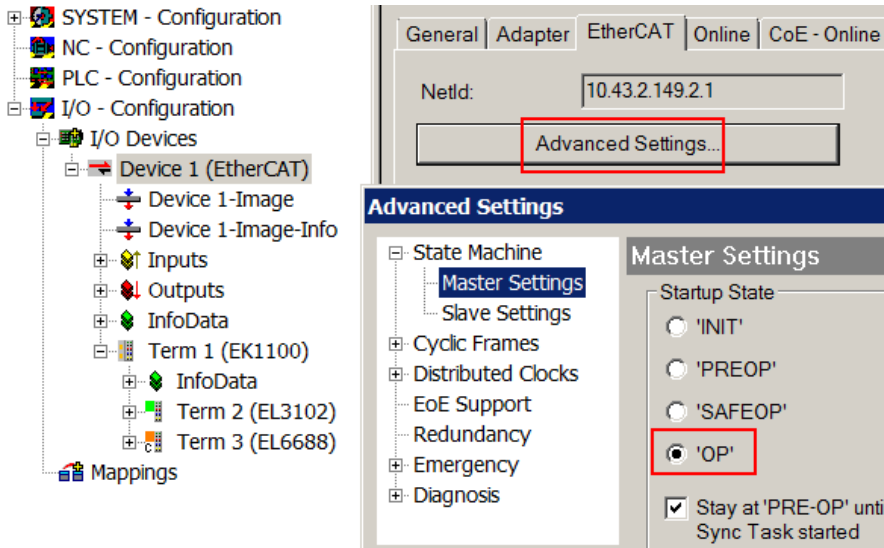 SYSTEM - Configuration
NC - Configuration
PLC - Configuration
I/O - Configuration
I/O Devices
Device 1 (EtherCAT)
Device 1-Image
Device 1-Image-Info
Inputs
Outputs
InfoData
Term 1 (EK1100)
InfoData
Term 2 (EL3102)
Term 3 (EL6688)
Mappings
General Adapter EtherCAT Online CoE - Online
NetId: 10.43.2.149.2.1
Advanced Settings...
Advanced Settings
State Machine
Master Settings
Slave Settings
Cyclic Frames
Distributed Clocks
EoE Support
Redundancy
Emergency
Diagnosis
Master Settings
Startup State
'INIT'
'PREOP'
'SAFEOP'
'OP'
Stay at 'PRE-OP' unti
Sync Task started